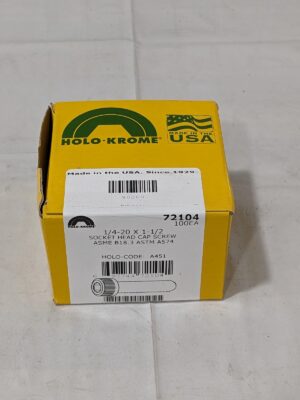 HOLO-KROME®
MADE IN THE
USA
Made in the USA, Since 1929
72104
100EA
1/4-20 X 1-1/2
SOCKET HEAD CAP SCREW
ASME B18.3 ASTM A574
HOLO-CODE: A451